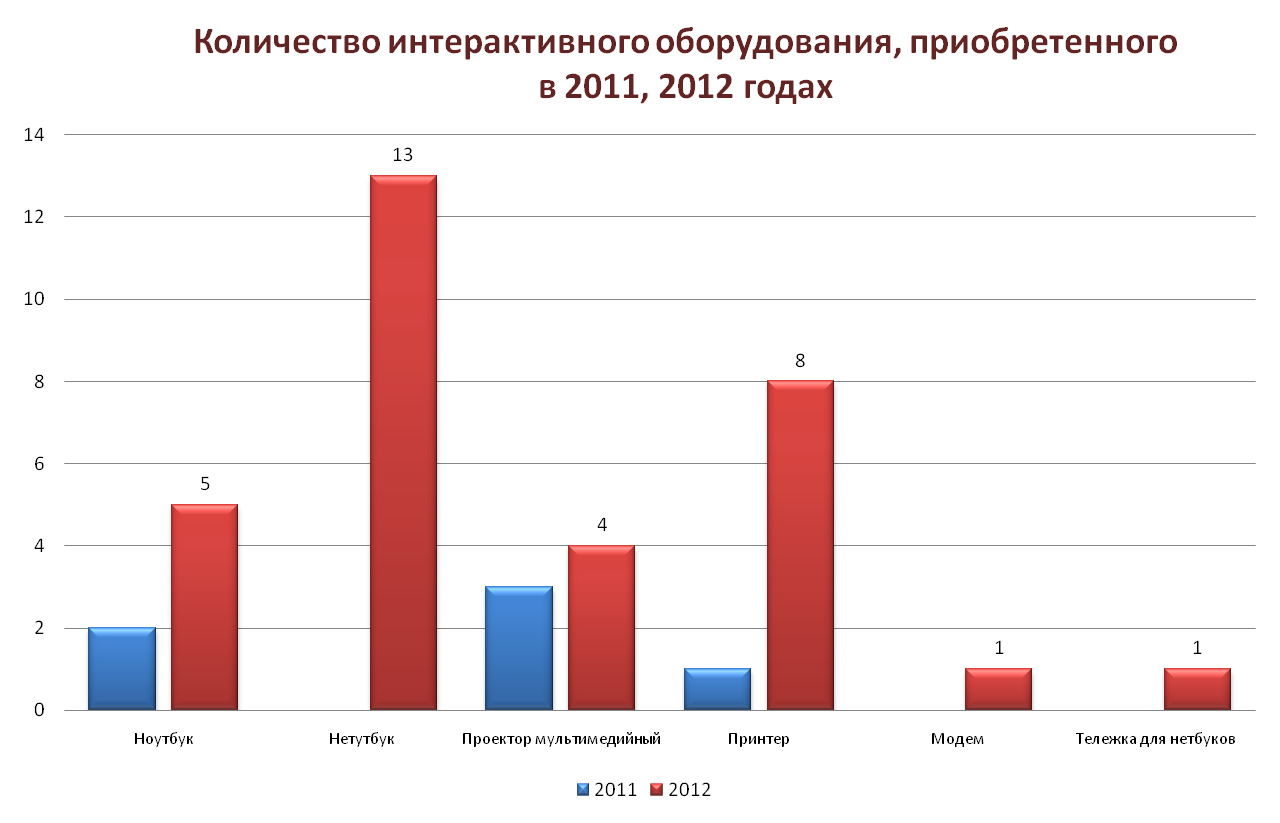 Количество интерактивного оборудования, приобретенного
в 2011, 2012 годах
14
12
10
8
6
4
2
0
5
13
4
8
1
1
Ноутбук
Нетутбук
Проектор мультимедийный
Принтер
Модем
Тележка для нетбуков
2011
2012